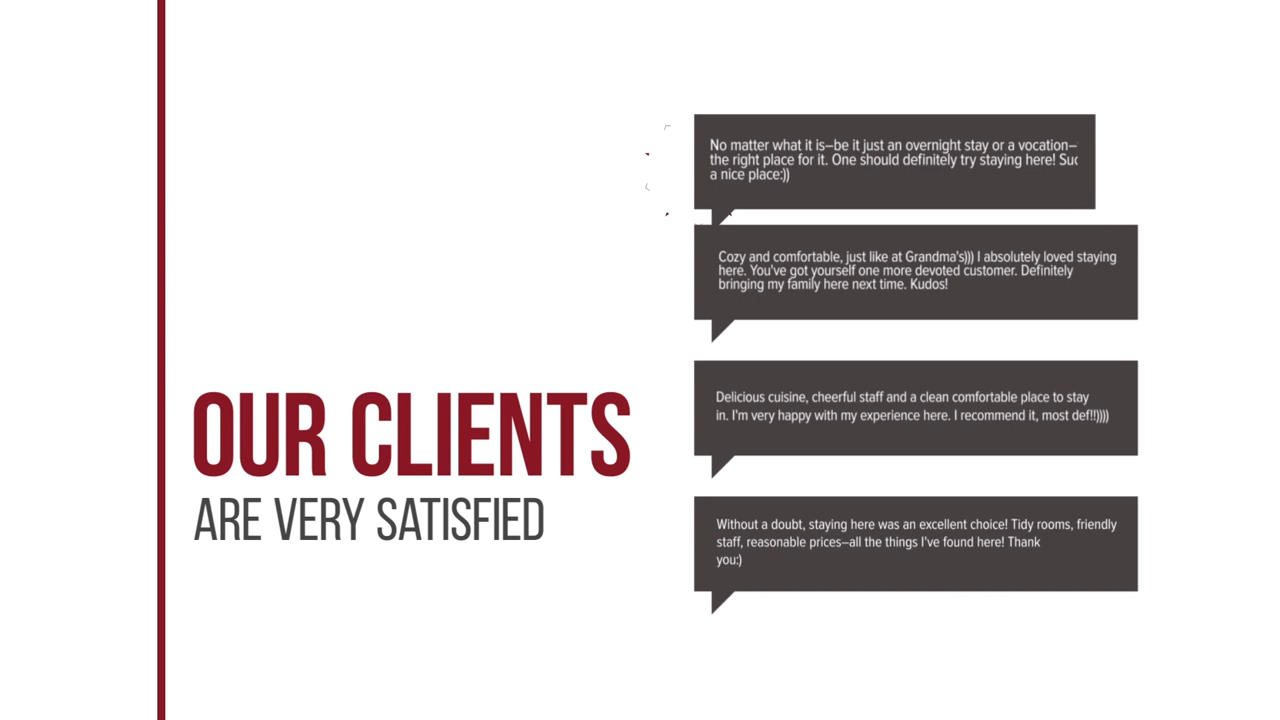 OUR CLIENTS
ARE VERY SATISFIED
No matter what it is—be it just an overnight stay or a vocation—
the right place for it. One should definitely try staying here!
a nice place:))
Cozy and comfortable, just like at Grandma's))) I absolutely loved staying
here. You've got yourself one more devoted customer. Definitely
bringing my family here next time. Kudos!
Delicious cuisine, cheerful staff and a clean comfortable place to stay
in. I'm very happy with my experience here. I recommend it, most def!!))))
Without a doubt, staying here was an excellent choice! Tidy rooms, friendly
staff, reasonable prices—all the things I've found here! Thank
you:)